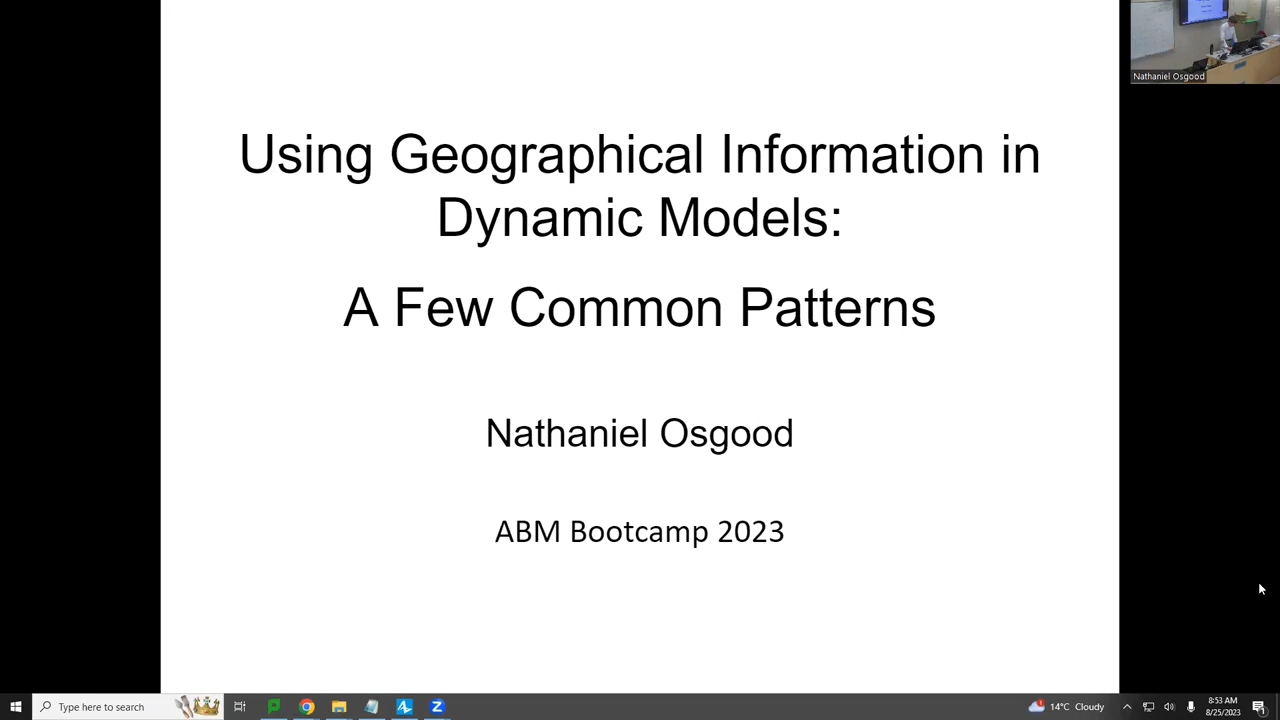 Nathaniel Osgood
Using Geographical Information in
Dynamic Models:
A Few Common Patterns
Nathaniel Osgood
ABM Bootcamp 2023
Type here to search
14°C Cloudy
8:53 AM
8/25/2023
1